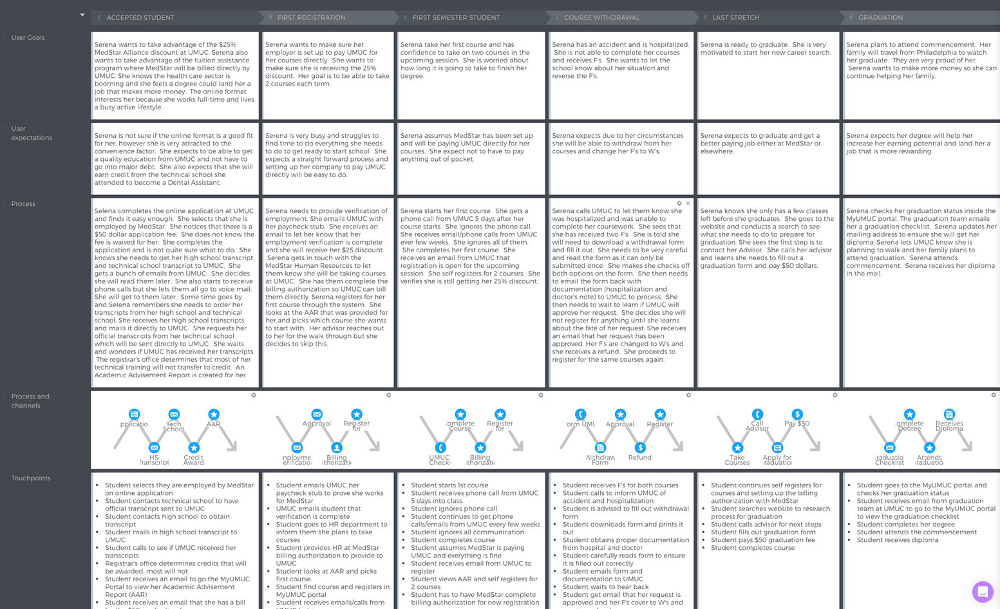 ACCEPTED STUDENT
FIRST REGISTRATION
FIRST SEMESTER STUDENT
COURSE WITHDRAWAL
LAST STRETCH
GRADUATION
User Goals
Serena wants to take advantage of the $25%
MedStar Alliance discount at UMUC. Serena also
wants to take advantage of the tuition assistance
program where MedStar will be billed directly by
UMUC. She knows the health care sector is
booming and she feels a degree could land her a
job that makes more money.  The online format
interests her because she works full-time and lives
a busy active lifestyle.
Serena wants to make sure her
employer is set up to pay UMUC for
her courses directly.  She wants to
make sure she is receiving the 25%
discount.  Her goal is to be able to take
2 courses each term.
Serena take her first course and has
confidence to take on two courses in the
upcoming session.  She is worried about
how long it is going to take to finish her
degree.
Serena has an accident and is hospitalized.
She is not able to complete her courses
and receives F's.  She wants to let the
school know about her situation and
reverse the F's.
Serena is ready to graduate.  She is very
motivated to start her new career search.
Serena plans to attend commencement.  Her
family will travel from Philadelphia to watch
her graduate.  They are very proud of her.
Serena wants to make more money so she can
continue helping her family.
User
expectations
Serena is not sure if the online format is a good fit
for her, however she is very attracted to the
convenience factor.  She expects to be able to get
a quality education from UMUC and not have to
go into major debt.  She also expects that she will
earn credit from the technical school she
attended to become a Dental Assistant.
Serena is very busy and struggles to
find time to do everything she needs
to do to get ready to start school.  She
expects a straight forward process and
setting up her company to pay UMUC
directly will be easy to do.
Serena assumes MedStar has been set up
and will be paying UMUC directly for her
courses.  She expect not to have to pay
anything out of pocket.
Serena expects due to her circumstances
she will be able to withdraw from her
courses and change her F's to W's.
Serena expects to graduate and get a
better paying job either at MedStar or
elsewhere.
Serena expects her degree will help her
increase her earning potential and land her a
job that is more rewarding.
Process
Selena completes the online application at UMUC
and finds it easy enough.  She selects that she is
employed by MedStar.  She notices that there is a
$50 dollar application fee.  She does not know the
fee is waived for her.  She completes the
application and is not quite sure what to do.  She
knows she needs to get her high school transcript
and technical school transcript to UMUC.  She
gets a bunch of emails from UMUC.  She decides
she will read them later.  She also starts to receive
phone calls but she lets them all go to voice mail.
She will get to them later.  Some time goes by
and Selena remembers she needs to order her
transcripts from her high school and technical
school. She receives her high school transcripts
and mails it directly to UMUC.  She requests her
official transcripts from her technical school
which will be sent directly to UMUC.  She waits
and wonders if UMUC has received her transcripts.
The registrar's office determines that most of her
technical training will not transfer to credit.  An
Academic Advisement Report is created for her.
Serena needs to provide verification of
employment.  She emails UMUC with
her paycheck stub.  She receives an
email to let her know that her
employment verification is complete
and she will receive her $25 discount.
Serena gets in touch with the
MedStar Human Resources to let
them know she will be taking courses
at UMUC.  She has them complete the
billing authorization so UMUC can bill
them directly. Serena registers for her
first course through the system.  She
looks at the AAR that was provided for
her and picks which course she wants
to start with.  Her advisor reaches out
to her for the walk through but she
decides to skip this.
Serena starts her first course.  She gets a
phone call from UMUC 5 days after her
course starts.  She ignores the phone call.
She receives email/phone calls from UMUC
ever few weeks.  She ignores all of them.
She completes her first course.  She
receives an email from UMUC that
registration is open for the upcoming
session.  She self registers for 2 courses.  She
verifies she is still getting her 25% discount.
Serena calls UMUC to let them know she
was hospitalized and was unable to
complete her coursework.  She sees that
she has received two F's.  She is told she
will need to download a withdrawal form
and fill it out.  She needs to be very careful
and read the form as it can only be
submitted once.  She makes she checks off
both options on the form.  She then needs
to email the form back with
documentation (hospitalization and
doctor's note) to UMUC to process.  She
then needs to wait to learn if UMUC will
approve her request.  She decides she will
not register for anything until she learns
about the fate of her request. She receives
an email that her request has been
approved. Her F's are changed to W's and
she receives a refund.  She proceeds to
register for the same courses again.
Serena knows she only has a few classes
left before she graduates.  She goes to the
website and conducts a search to see
what she needs to do to prepare for
graduation. She sees the first step is to
contact her Advisor.  She calls her advisor
and learns she needs to fill out a
graduation form and pay $50 dollars.
Serena checks her graduation status inside the
MyUMUC portal. The graduation team emails
her a graduation checklist.  Serena updates her
mailing address to ensure she will get her
diploma. Serena lets UMUC know she is
planning to walk and her family plans to
attend graduation.  Serena attends
commencement.  Serena receives her diploma
in the mail.
Process and
channels
pplicatio
Tech
School
AAR
HS
Transcript
Credit
Award
Approval
Register
for
nployme
erificatio
Billing
ithorizati
Complete
Course
Register
for
UMUC
Check-
Billing
ithorizati
orm UMU
Approval
Register
Withdraw
Form
Refund
Call
Advisor
Pay $50
Take
Courses
Apply for
raduation
Complete
Degree
Receives
Diploma
raduatio
Checklist
Attends
raduatio
Touchpoints
• Student selects they are employed by MedStar
on online application
• Student contacts technical school to have
official transcript sent to UMUC
• Student contacts high school to obtain
transcript
• Student mails in high school transcript to
UMUC
• Student calls to see if UMUC received her
transcripts
• Registrar's office determines credits that will
be awarded, most will not
• Student receives an email to go the MyUMUC
Portal to view her Academic Advisement
Report (AAR)
• Student receives an email that she has a bill
• Student emails UMUC her
paycheck stub to prove she works
for MedStar
• UMUC emails student that
verification is complete
• Student goes to HR department to
inform them she plans to take
courses
• Student provides HR at MedStar
billing authorization to provide to
UMUC
• Student looks at AAR and picks
first course.
• Student find course and registers in
MyUMUC portal
• Student receives emails/calls from
• Student starts 1st course
• Student receives phone call from UMUC
5 days into class.
• Student ignores phone call
• Student continues to get phone
calls/emails from UMUC every few weeks
• Student ignores all communication
• Student completes course
• Student assumes MedStar is paying
UMUC and everything is fine
• Student receives email from UMUC to
register
• Student views AAR and self registers for
2 courses
• Student has to have MedStar complete
billing authorization for new registration
• Student receives F's for both courses
• Student calls to inform UMUC of
accident and hospitalization
• Student is advised to fill out withdrawal
form
• Student downloads form and prints it
out
• Student obtains proper documentation
from hospital and doctor
• Student carefully reads form to ensure
it is filled out correctly
• Student emails form and
documentation to UMUC
• Student waits to hear back
• Student get email that her request is
approved and her F's cover to W's and
• Student continues self registers for
courses and setting up the billing
authorization with MedStar
• Student searches website to research
process for graduation
• Student calls advisor for next steps
• Student fills out graduation form
• Student pays $50 graduation fee
• Student completes course
• Student goes to the MyUMUC portal and
checks her graduation status
• Student receives email from graduation
team at UMUC to go to the MyUMUC portal
to view the graduation checklist
• Student completes her degree
• Student attends the commencement
• Student receives diploma